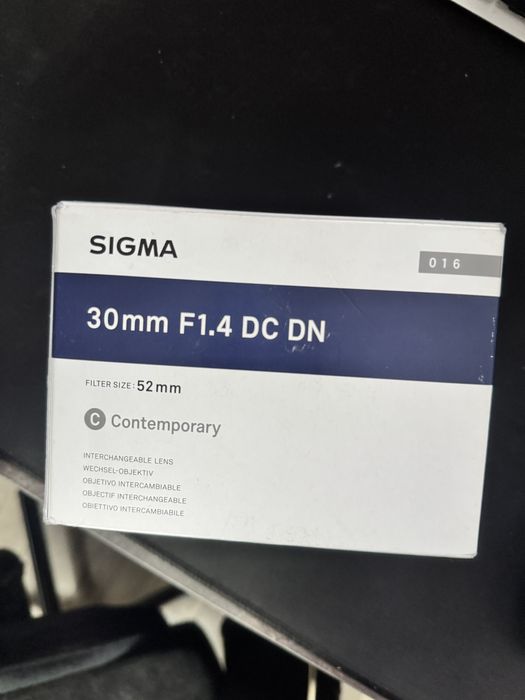 SIGMA
016
30mm F1.4 DC DN
FILTER SIZE: 52mm
C Contemporary
INTERCHANGEABLE LENS
WECHSEL-OBJEKTIV
OBJETIVO INTERCAMBIABLE
OBJECTIF INTERCHANGEABLE
OBIETTIVO INTERCAMBIABILE